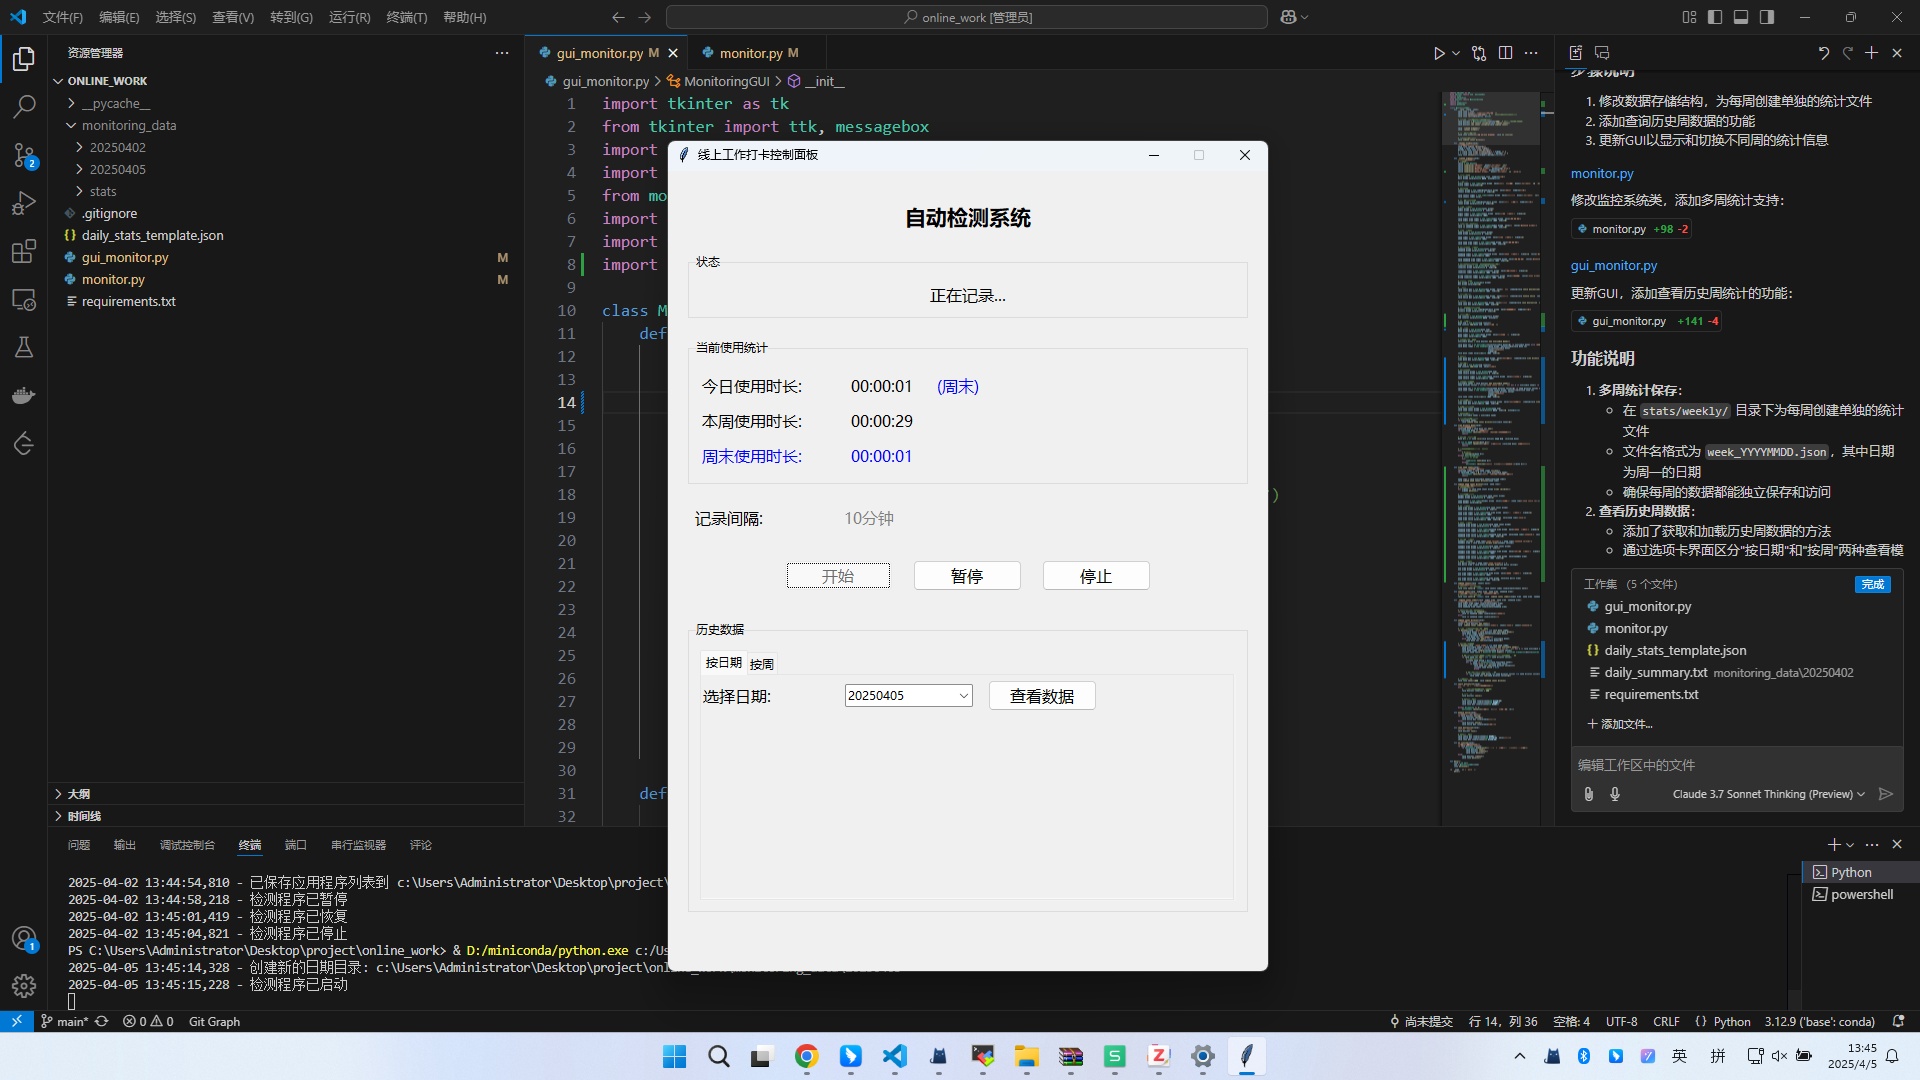 文件(F) 编辑(E) 选择(S) 查看(V) 转到(G) 运行(R) 终端(T) 帮助(H)
online_work [管理员]
资源管理器
ONLINE_WORK
__pycache__
monitoring_data
20250402
20250405
stats
.gitignore
daily_stats_template.json
gui_monitor.py M
monitor.py M
requirements.txt
大纲
时间线
gui_monitor.py M
monitor.py M
gui_monitor.py > MonitoringGUI > __init__
1 import tkinter as tk
2 from tkinter import ttk, messagebox
3 import
4 import
5 from mo
6 import
7 import
8 import
9
10 class M
11 def
12
13
14
15
16
17
18 )
19
20
21
22
23
24
25
26
27
28
29
30
31 def
32
线上工作打卡控制面板
自动检测系统
状态
正在记录...
当前使用统计
今日使用时长: 00:00:01 (周末)
本周使用时长: 00:00:29
周末使用时长: 00:00:01
记录间隔: 10分钟
开始 暂停 停止
历史数据
按日期 按周
选择日期: 20250405 查看数据
步骤说明
1. 修改数据存储结构，为每周创建单独的统计文件
2. 添加查询历史周数据的功能
3. 更新GUI以显示和切换不同周的统计信息
monitor.py
修改监控系统类，添加多周统计支持：
monitor.py +98 -2
gui_monitor.py
更新GUI，添加查看历史周统计的功能：
gui_monitor.py +141 -4
功能说明
1. 多周统计保存：
在 stats/weekly/ 目录下为每周创建单独的统计
文件
文件名格式为 week_YYYYMMDD.json，其中日期
为周一的日期
确保每周的数据都能独立保存和访问
2. 查看历史周数据：
添加了获取和加载历史周数据的方法
通过选项卡界面区分"按日期"和"按周"两种查看模
工作集 (5 个文件) 完成
gui_monitor.py
monitor.py
daily_stats_template.json
daily_summary.txt monitoring_data\20250402
requirements.txt
添加文件...
编辑工作区中的文件
Claude 3.7 Sonnet Thinking (Preview)
问题 输出 调试控制台 终端 端口 串行监视器 评论
2025-04-02 13:44:54,810 - 已保存应用程序列表到 c:\Users\Administrator\Desktop\project\
2025-04-02 13:44:58,218 - 检测程序已暂停
2025-04-02 13:45:01,419 - 检测程序已恢复
2025-04-02 13:45:04,821 - 检测程序已停止
PS C:\Users\Administrator\Desktop\project\online_work> & D:/miniconda/python.exe c:/Us
2025-04-05 13:45:14,328 - 创建新的日期目录: c:\Users\Administrator\Desktop\project\onli
2025-04-05 13:45:15,228 - 检测程序已启动
Python
powershell
main* 0 0 Git Graph
尚未提交 行 14，列 36 空格: 4 UTF-8 CRLF {} Python 3.12.9 ('base': conda)
英 拼
13:45
2025/4/5